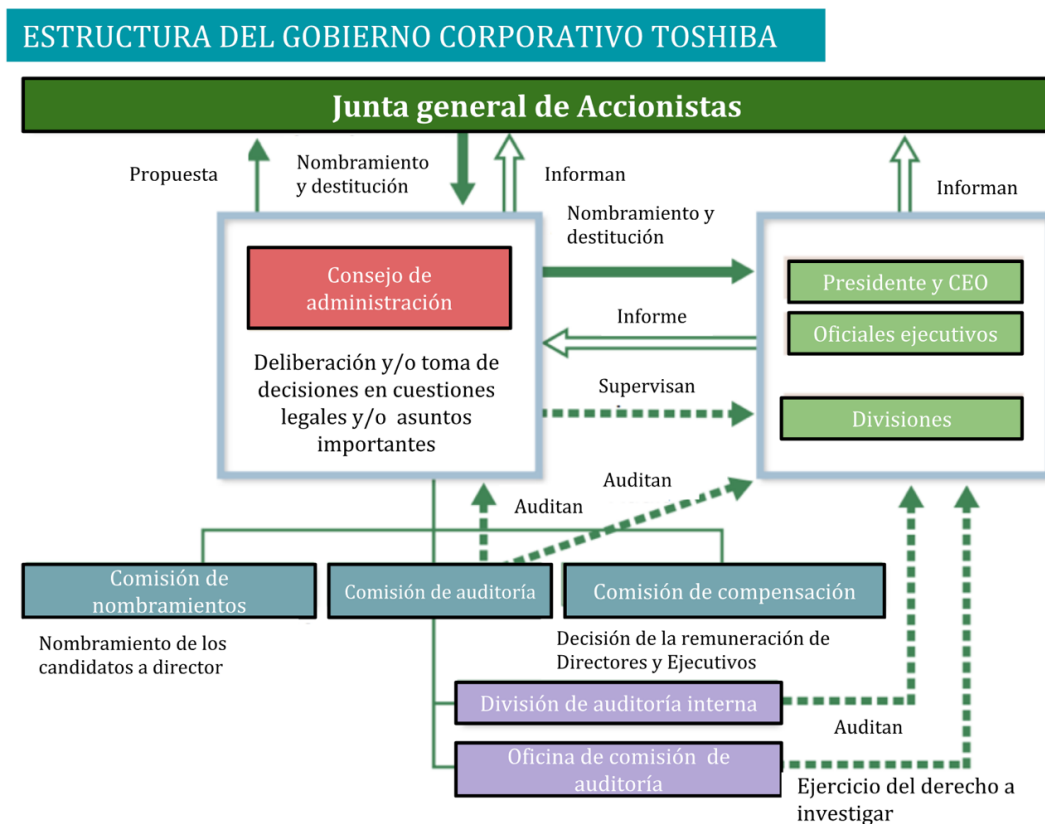 ESTRUCTURA DEL GOBIERNO CORPORATIVO TOSHIBA
Junta general de Accionistas
Propuesta
Nombramiento
y destitución
Informan
Informan
Nombramiento y
destitución
Consejo de
administración
Deliberación y/o toma de
decisiones en cuestiones
legales y/o asuntos
importantes
Informe
Supervisan
Presidente y CEO
Oficiales ejecutivos
Divisiones
Auditan
Auditan
Comisión de
nombramientos
Comisión de auditoría
Comisión de compensación
Nombramiento de los
candidatos a director
Decisión de la remuneración de
Directores y Ejecutivos
División de auditoría interna
Auditan
Oficina de comisión de
auditoría
Ejercicio del derecho a
investigar